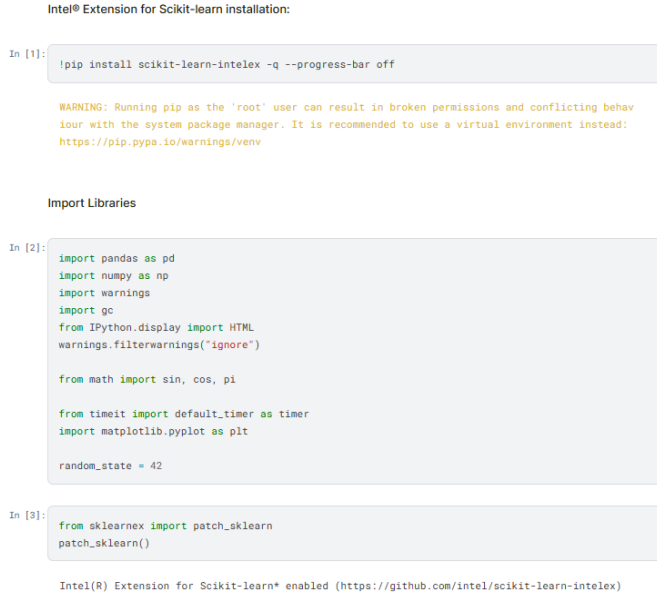 Intel® Extension for Scikit-learn installation:
In [1]:
!pip install scikit-learn-intelex -q --progress-bar off
WARNING: Running pip as the 'root' user can result in broken permissions and conflicting behav
iour with the system package manager. It is recommended to use a virtual environment instead:
https://pip.pypa.io/warnings/venv
Import Libraries
In [2]:
import pandas as pd
import numpy as np
import warnings
import gc
from IPython.display import HTML
warnings.filterwarnings("ignore")
from math import sin, cos, pi
from timeit import default_timer as timer
import matplotlib.pyplot as plt
random_state = 42
In [3]:
from sklearnex import patch_sklearn
patch_sklearn()
Intel(R) Extension for Scikit-learn* enabled (https://github.com/intel/scikit-learn-intelex)